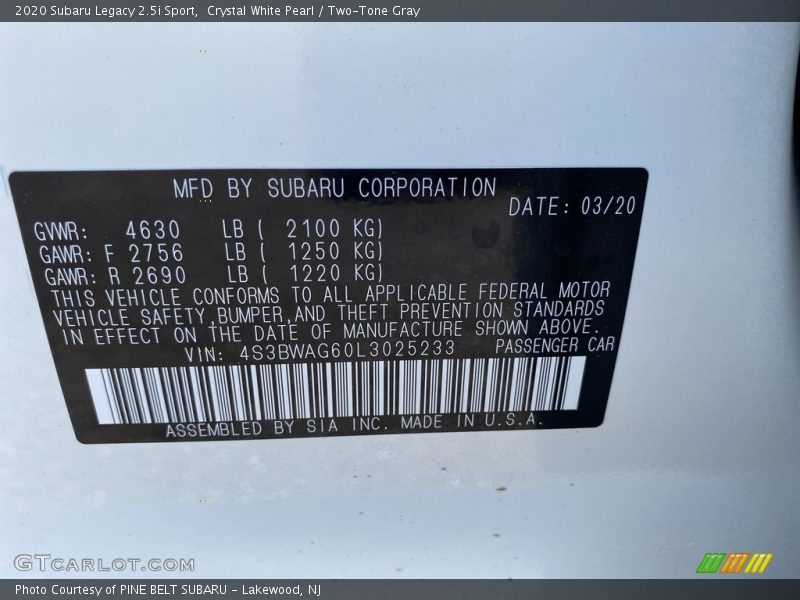 2020 Subaru Legacy 2.5i Sport,  Crystal White Pearl / Two-Tone Gray
MFD BY SUBARU CORPORATION
DATE: 03/20
GVWR: 4630 LB ( 2100 KG)
GAWR: F 2756 LB ( 1250 KG)
GAWR: R 2690 LB ( 1220 KG)
THIS VEHICLE CONFORMS TO ALL APPLICABLE FEDERAL MOTOR
VEHICLE SAFETY,BUMPER,AND THEFT PREVENTION STANDARDS
IN EFFECT ON THE DATE OF MANUFACTURE SHOWN ABOVE.
VIN: 4S3BWAG60L3025233 PASSENGER CAR
ASSEMBLED BY SIA INC. MADE IN U.S.A.
GTCARLOT.COM
Photo Courtesy of PINE BELT SUBARU - Lakewood, NJ